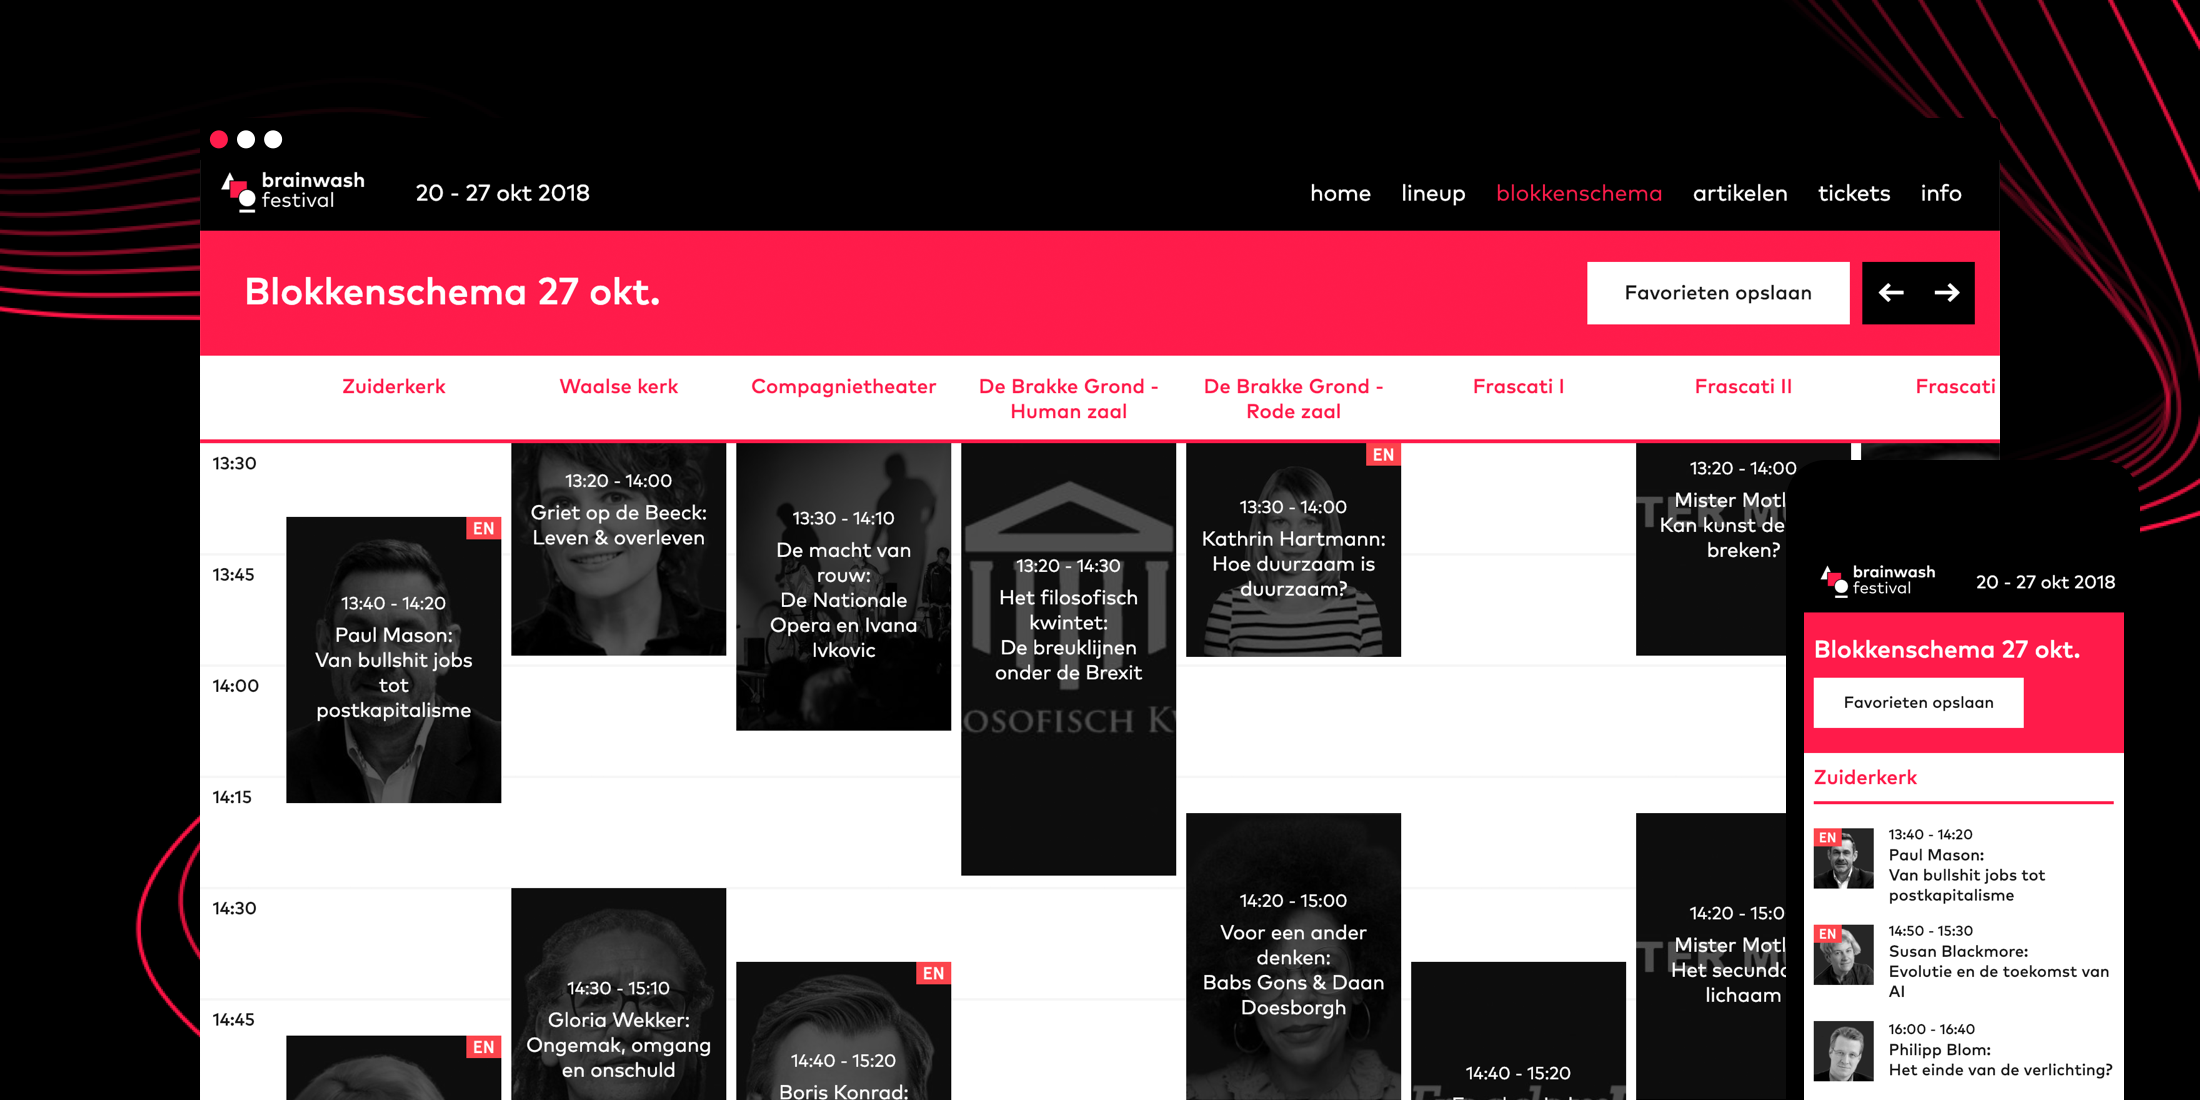 brainwash
festival
20 - 27 okt 2018
home lineup blokkenschema artikelen tickets info
Blokkenschema 27 okt.
Favorieten opslaan
Zuiderkerk
Waalse kerk
Compagnietheater
De Brakke Grond -
Human zaal
De Brakke Grond -
Rode zaal
Frascati I
Frascati II
Frascati
13:30
13:45
14:00
14:15
14:30
14:45
EN
13:40 - 14:20
Paul Mason:
Van bullshit jobs
tot
postkapitalisme
EN
13:20 - 14:00
Griet op de Beeck:
Leven & overleven
14:30 - 15:10
Gloria Wekker:
Ongemak, omgang
en onschuld
13:30 - 14:10
De macht van
rouw:
De Nationale
Opera en Ivana
Ivkovic
EN
14:40 - 15:20
Boris Konrad:
13:20 - 14:30
Het filosofisch
kwintet:
De breuklijnen
onder de Brexit
LOSOFISCH K
EN
13:30 - 14:00
Kathrin Hartmann:
Hoe duurzaam is
duurzaam?
14:20 - 15:00
Voor een ander
denken:
Babs Gons & Daan
Doesborgh
14:40 - 15:20
13:20 - 14:00
Mister Motl
Kan kunst de
breken?
14:20 - 15:0
Mister Motl
Het secundo
lichaam
brainwash
festival
20 - 27 okt 2018
Blokkenschema 27 okt.
Favorieten opslaan
Zuiderkerk
EN
13:40 - 14:20
Paul Mason:
Van bullshit jobs tot
postkapitalisme
EN
14:50 - 15:30
Susan Blackmore:
Evolutie en de toekomst van
AI
16:00 - 16:40
Philipp Blom:
Het einde van de verlichting?